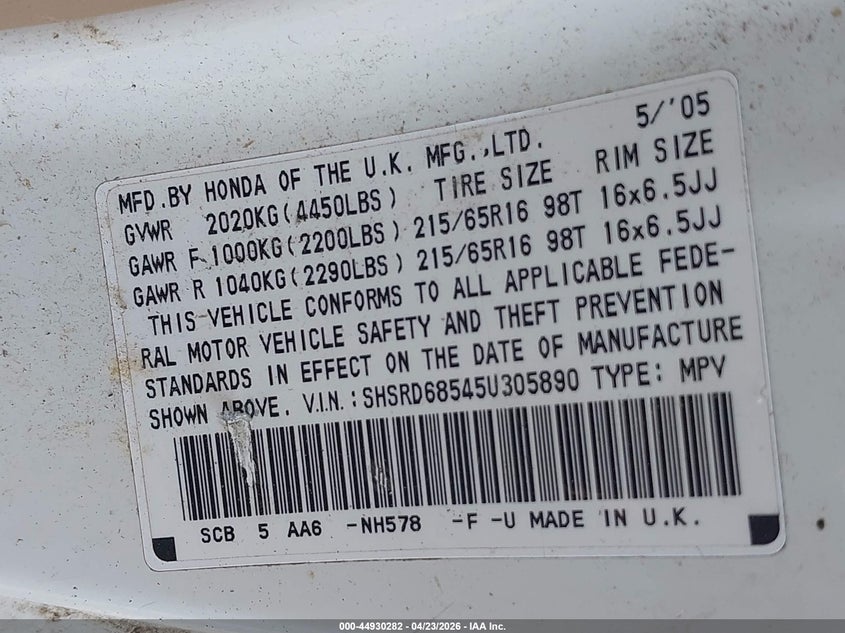 5/'05
MFD.BY HONDA OF THE U.K. MFG.,LTD.
GVWR 2020KG(4450LBS) TIRE SIZE RIM SIZE
GAWR F 1000KG(2200LBS) 215/65R16 98T 16x6.5JJ
GAWR R 1040KG(2290LBS) 215/65R16 98T 16x6.5JJ
THIS VEHICLE CONFORMS TO ALL APPLICABLE FEDE-
RAL MOTOR VEHICLE SAFETY AND THEFT PREVENTION
STANDARDS IN EFFECT ON THE DATE OF MANUFACTURE
SHOWN ABOVE. V.I.N.:SHSRD68545U305890 TYPE: MPV
SCB 5 AA6 -NH578 -F -U MADE IN U.K.
000-44930282 - 04/23/2026 - IAA Inc.